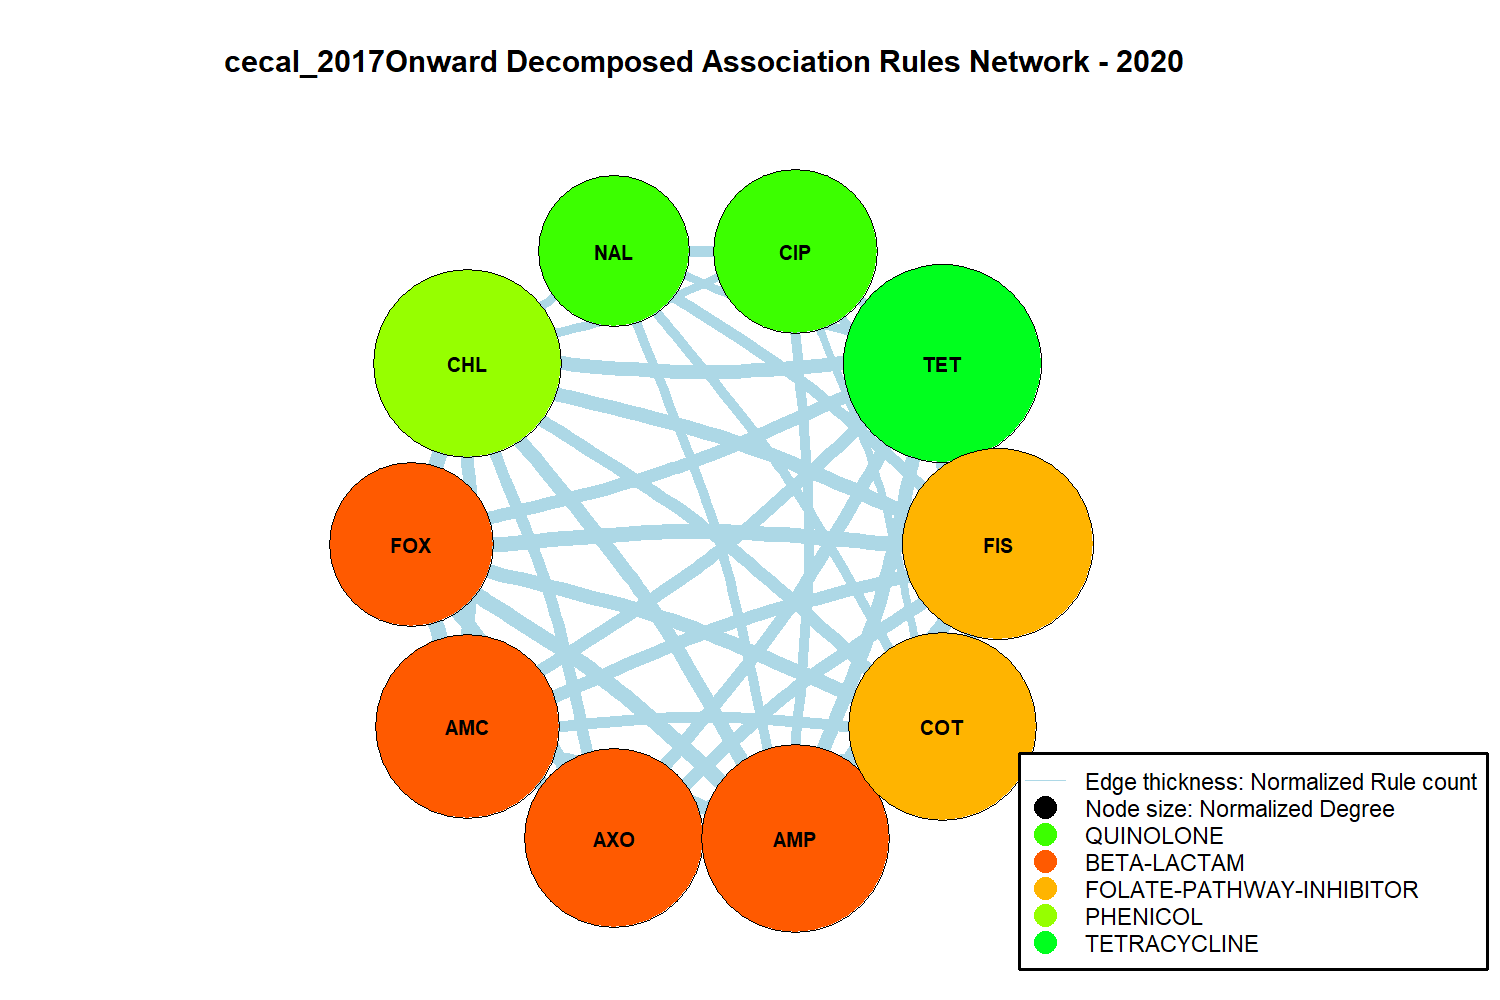 cecal_2017Onward Decomposed Association Rules Network - 2020
NAL
CIP
CHL
TET
FOX
FIS
AMC
COT
AXO
AMP
Edge thickness: Normalized Rule count
Node size: Normalized Degree
QUINOLONE
BETA-LACTAM
FOLATE-PATHWAY-INHIBITOR
PHENICOL
TETRACYCLINE